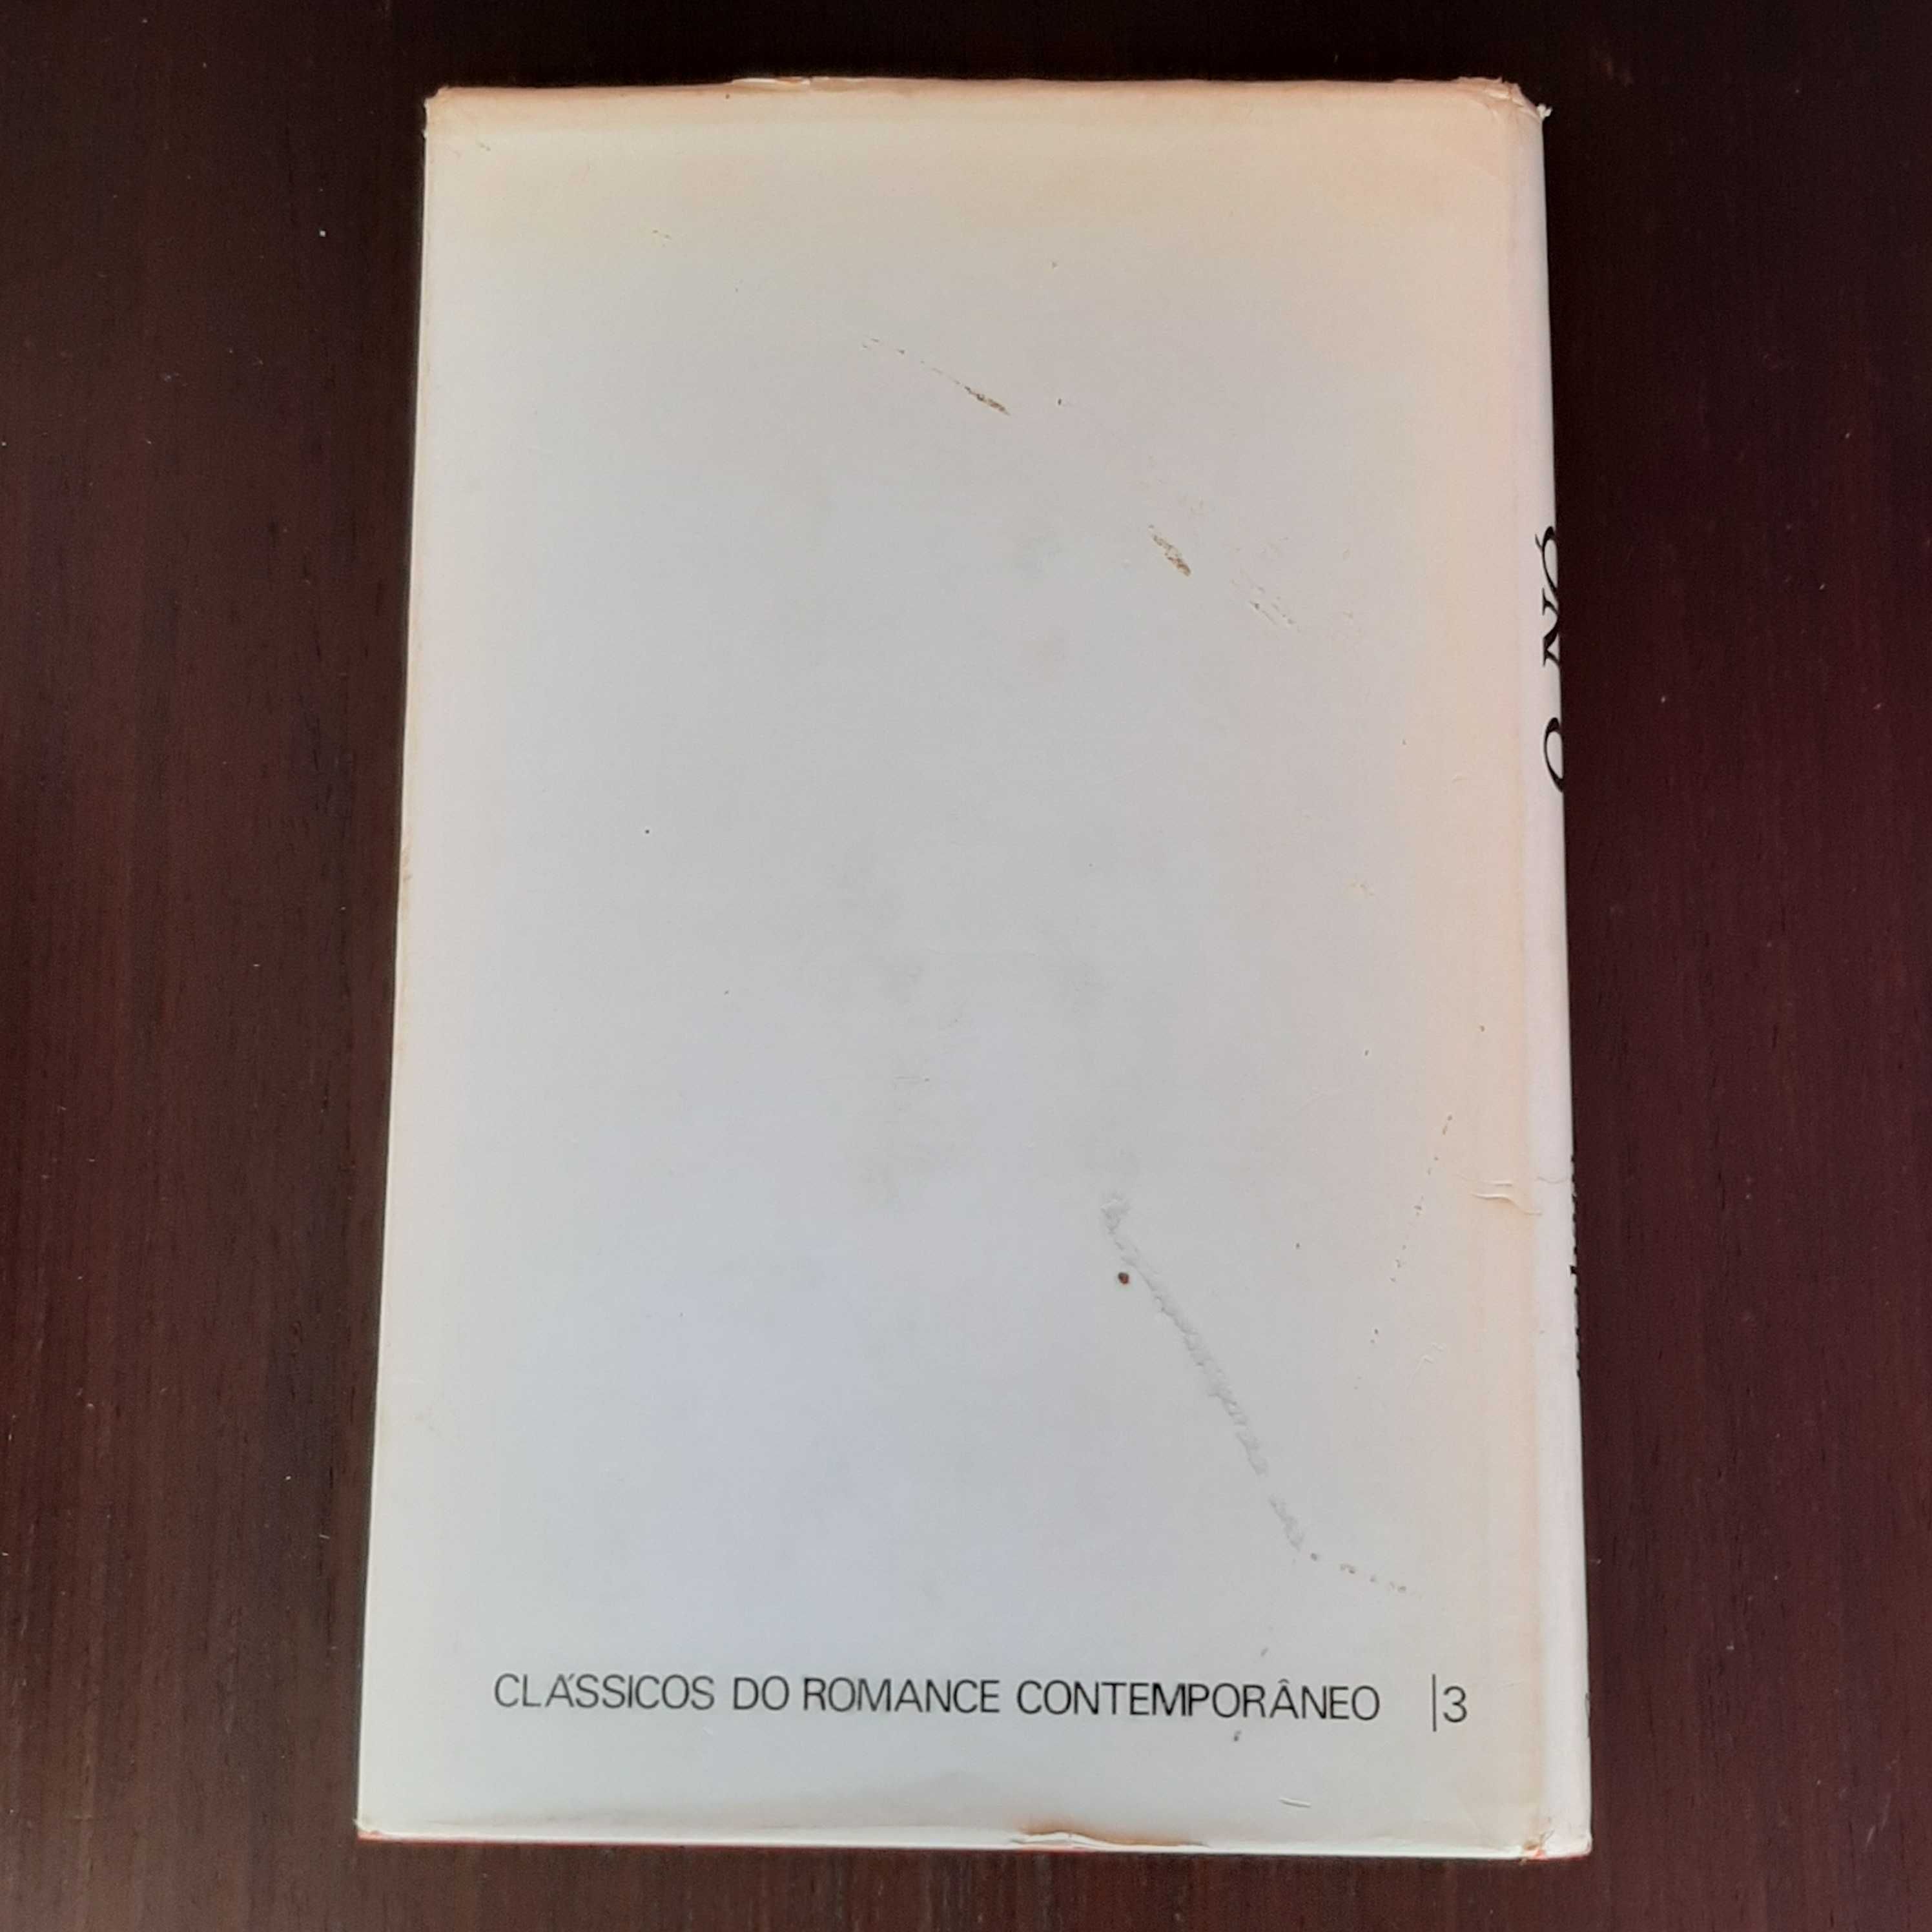 CLÁSSICOS DO ROMANCE CONTEMPORÂNEO |3
O NÓ